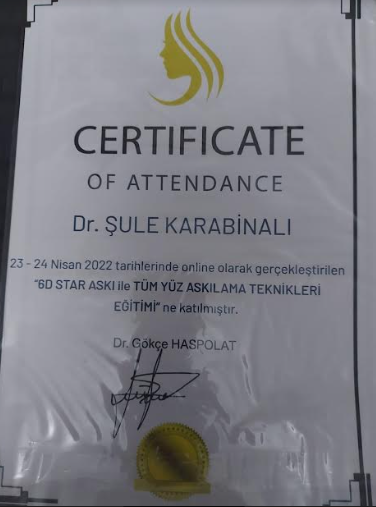 CERTIFICATE
OF ATTENDANCE
Dr. ŞULE KARABİNALI
23 - 24 Nisan 2022 tarihlerinde online olarak gerçekleştirilen
"6D STAR ASKI ile TÜM YÜZ ASKILAMA TEKNİKLERİ
EĞİTİMİ" ne katılmıştır.
Dr. Gökçe HASPOLAT